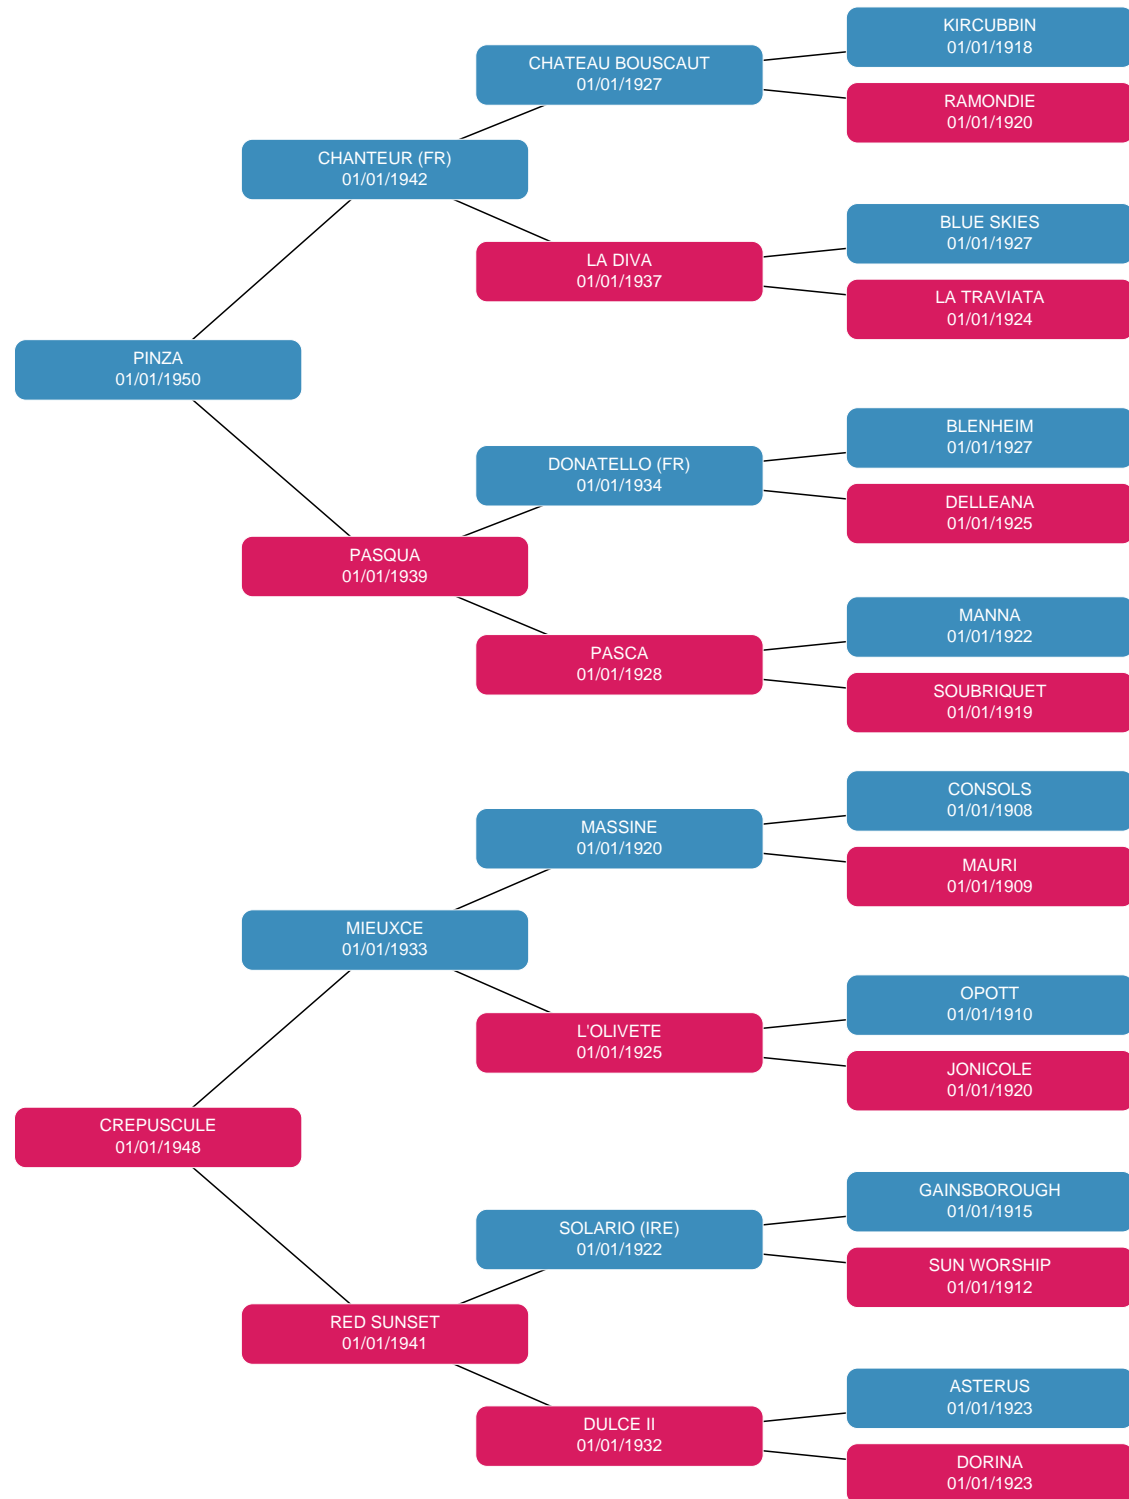 KIRCUBBIN
01/01/1918
CHATEAU BOUSCAUT
01/01/1927
RAMONDIE
01/01/1920
CHANTEUR (FR)
01/01/1942
BLUE SKIES
01/01/1927
LA DIVA
01/01/1937
LA TRAVIATA
01/01/1924
PINZA
01/01/1950
BLENHEIM
01/01/1927
DONATELLO (FR)
01/01/1934
DELLEANA
01/01/1925
PASQUA
01/01/1939
MANNA
01/01/1922
PASCA
01/01/1928
SOUBRIQUET
01/01/1919
CONSOLS
01/01/1908
MASSINE
01/01/1920
MAURI
01/01/1909
MIEUXCE
01/01/1933
OPOTT
01/01/1910
L'OLIVETE
01/01/1925
JONICOLE
01/01/1920
CREPUSCULE
01/01/1948
GAINSBOROUGH
01/01/1915
SOLARIO (IRE)
01/01/1922
SUN WORSHIP
01/01/1912
RED SUNSET
01/01/1941
ASTERUS
01/01/1923
DULCE II
01/01/1932
DORINA
01/01/1923